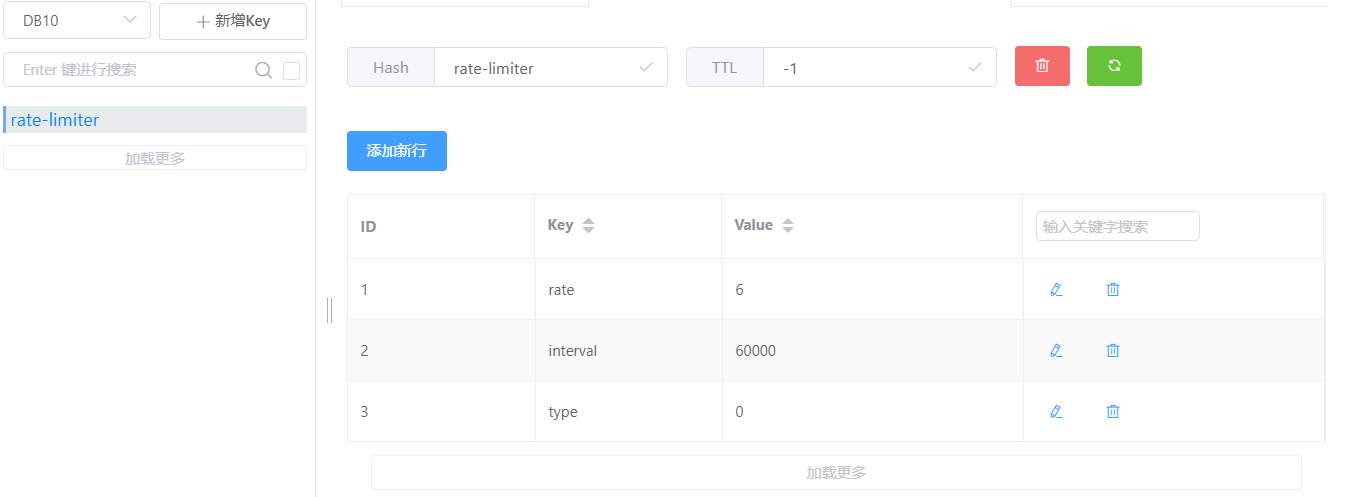 DB10
新增Key
Enter 键进行搜索
rate-limiter
加载更多
Hash rate-limiter TTL -1
添加新行
ID Key Value 输入关键字搜索
1 rate 6
2 interval 60000
3 type 0
加载更多